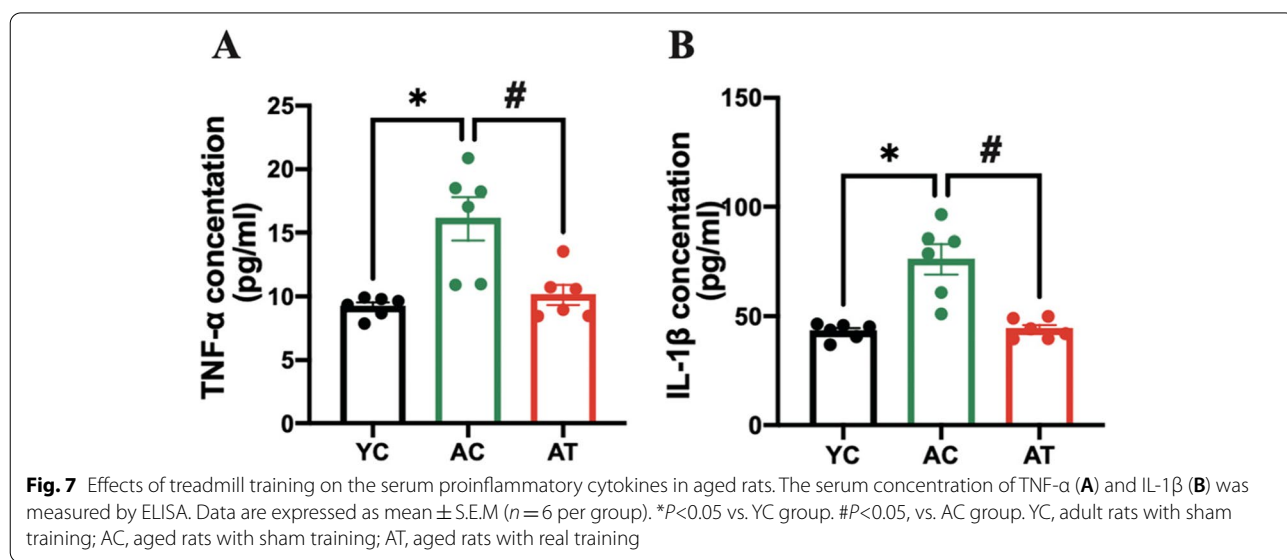 A
B
TNF-α concentation
(pg/ml)
25
20
15
10
5
0
*
#
YC
AC
AT
IL-1β concentation
(pg/ml)
150
100
50
0
*
#
YC
AC
AT
Fig. 7 Effects of treadmill training on the serum proinflammatory cytokines in aged rats. The serum concentration of TNF-α (A) and IL-1β (B) was
measured by ELISA. Data are expressed as mean ± S.E.M (n = 6 per group). *P<0.05 vs. YC group. #P<0.05, vs. AC group. YC, adult rats with sham
training; AC, aged rats with sham training; AT, aged rats with real training